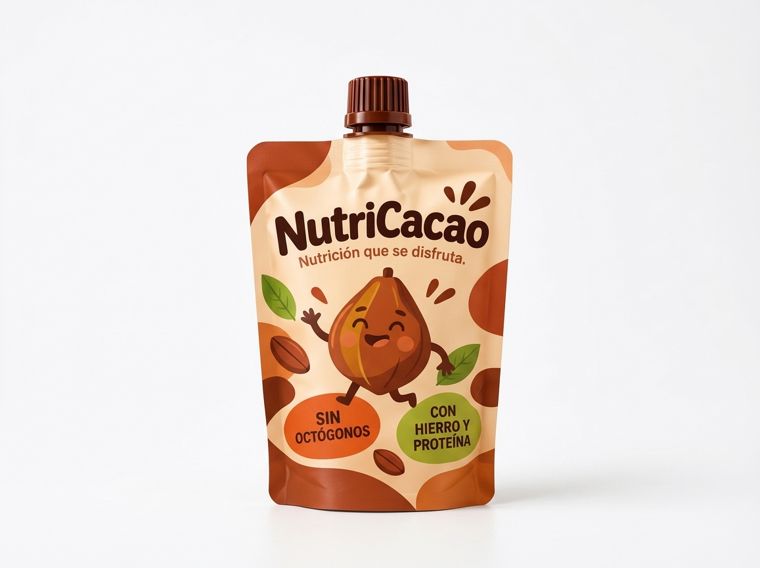 NutriCacao
Nutrición que se disfruta.
SIN
OCTÓGONOS
CON
HIERRO Y
PROTEÍNA